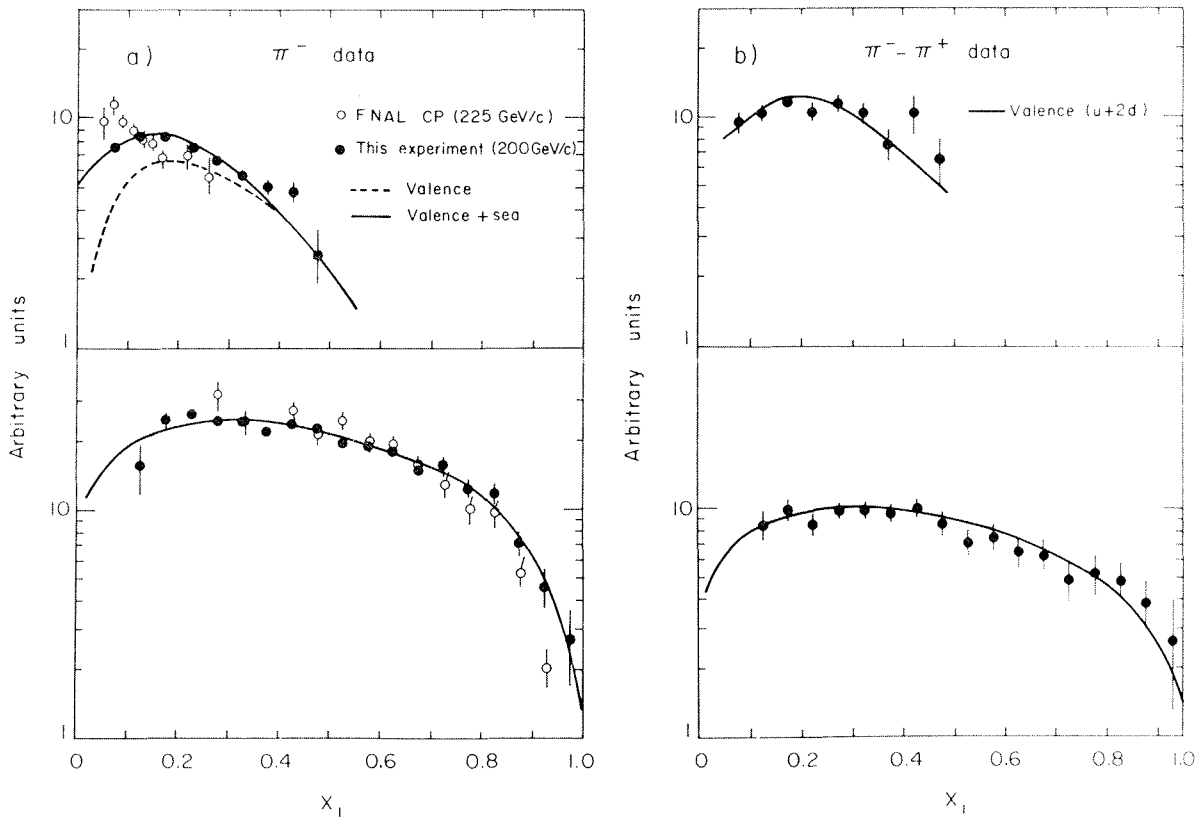 a) π⁻ data
○ FNAL CP (225 GeV/c)
● This experiment (200GeV/c)
Valence
Valence + sea
10
1
10
1
Arbitrary units
0 0.2 0.4 0.6 0.8 1.0
X₁
b) π⁻-π⁺ data
Valence (u+2d)
10
1
10
1
Arbitrary units
0 0.2 0.4 0.6 0.8 1.0
X₁